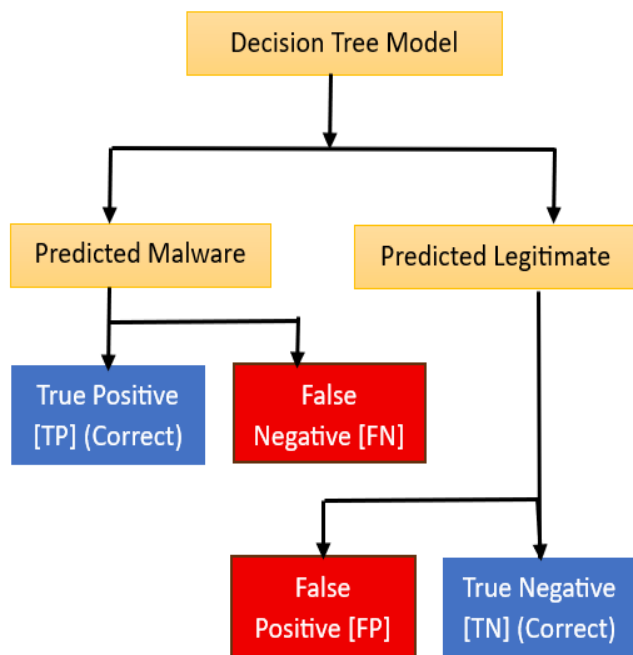 Decision Tree Model
Predicted Malware
Predicted Legitimate
True Positive
[TP] (Correct)
False
Negative [FN]
False
Positive [FP]
True Negative
[TN] (Correct)